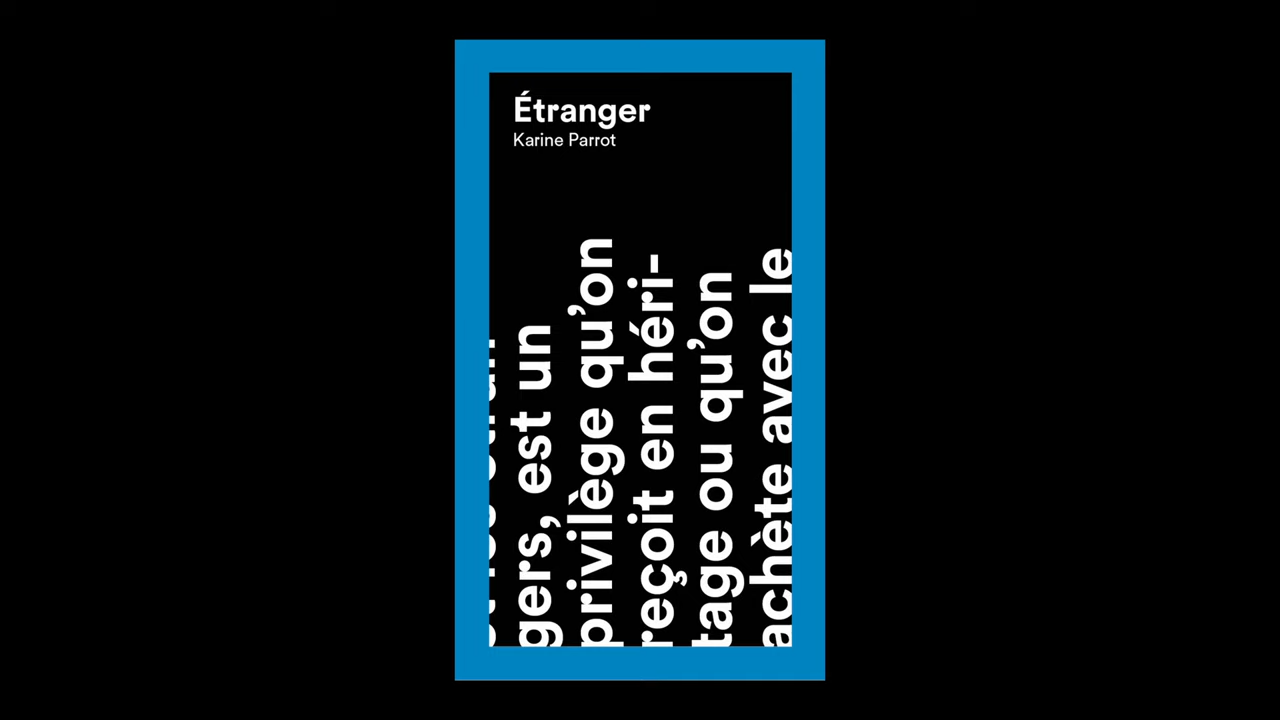 Étranger
Karine Parrot
gers, est un
privilège qu’on
reçoit en héri-
tage ou qu’on
achète avec le